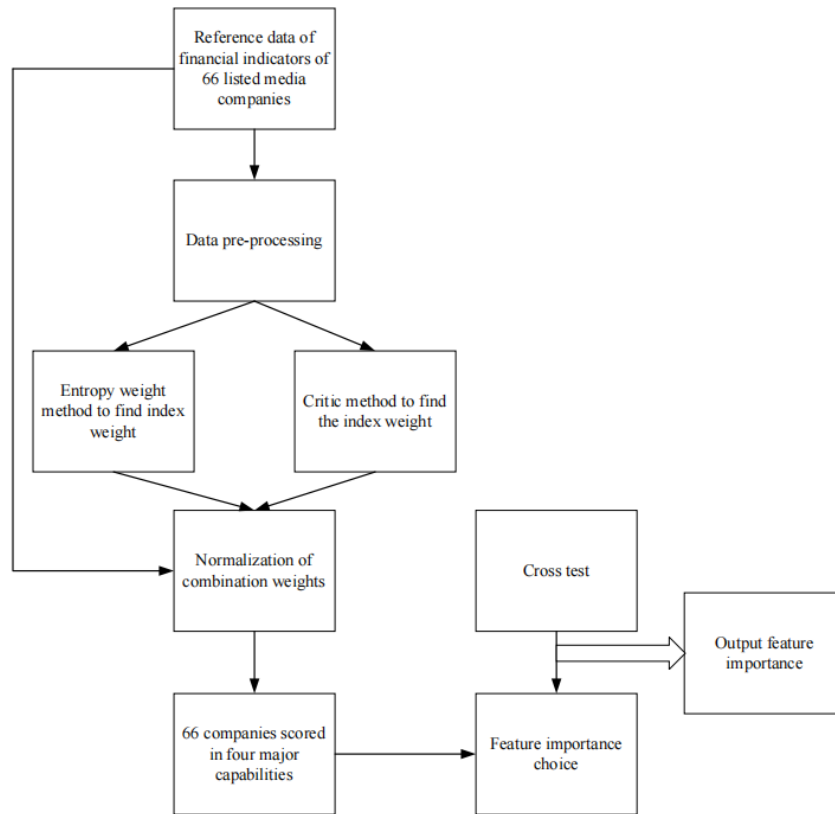 Reference data of
financial indicators of
66 listed media
companies
Data pre-processing
Entropy weight
method to find index
weight
Critic method to find
the index weight
Normalization of
combination weights
Cross test
Output feature
importance
66 companies scored
in four major
capabilities
Feature importance
choice